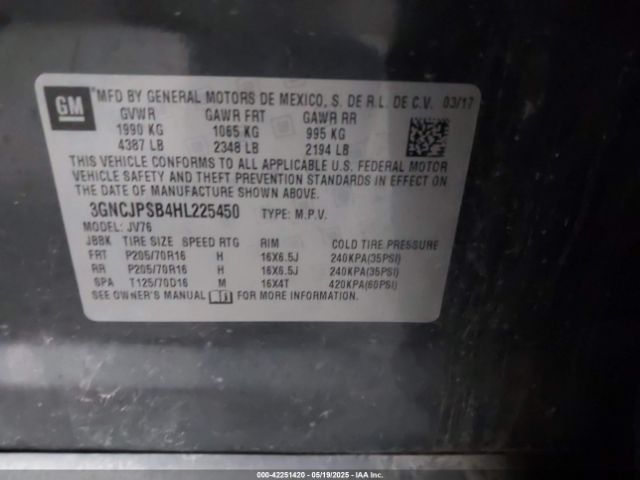 GM
MFD BY GENERAL MOTORS DE MEXICO, S. DE R.L. DE C.V. 03/17
GVWR GAWR FRT GAWR RR
1990 KG 1065 KG 995 KG
4387 LB 2348 LB 2194 LB
THIS VEHICLE CONFORMS TO ALL APPLICABLE U.S. FEDERAL MOTOR
VEHICLE SAFETY AND THEFT PREVENTION STANDARDS IN EFFECT ON
THE DATE OF MANUFACTURE SHOWN ABOVE.
3GNCJPSB4HL225450 TYPE: M.P.V.
MODEL: JV76
JBBK TIRE SIZE SPEED RTG RIM COLD TIRE PRESSURE
FRT P205/70R16 H 16X6.5J 240KPA(35PSI)
RR P205/70R16 H 16X6.5J 240KPA(35PSI)
SPA T125/70D16 M 16X4T 420KPA(60PSI)
SEE OWNER'S MANUAL FOR MORE INFORMATION.
000-42251420 05/19/2025 IAA Inc.